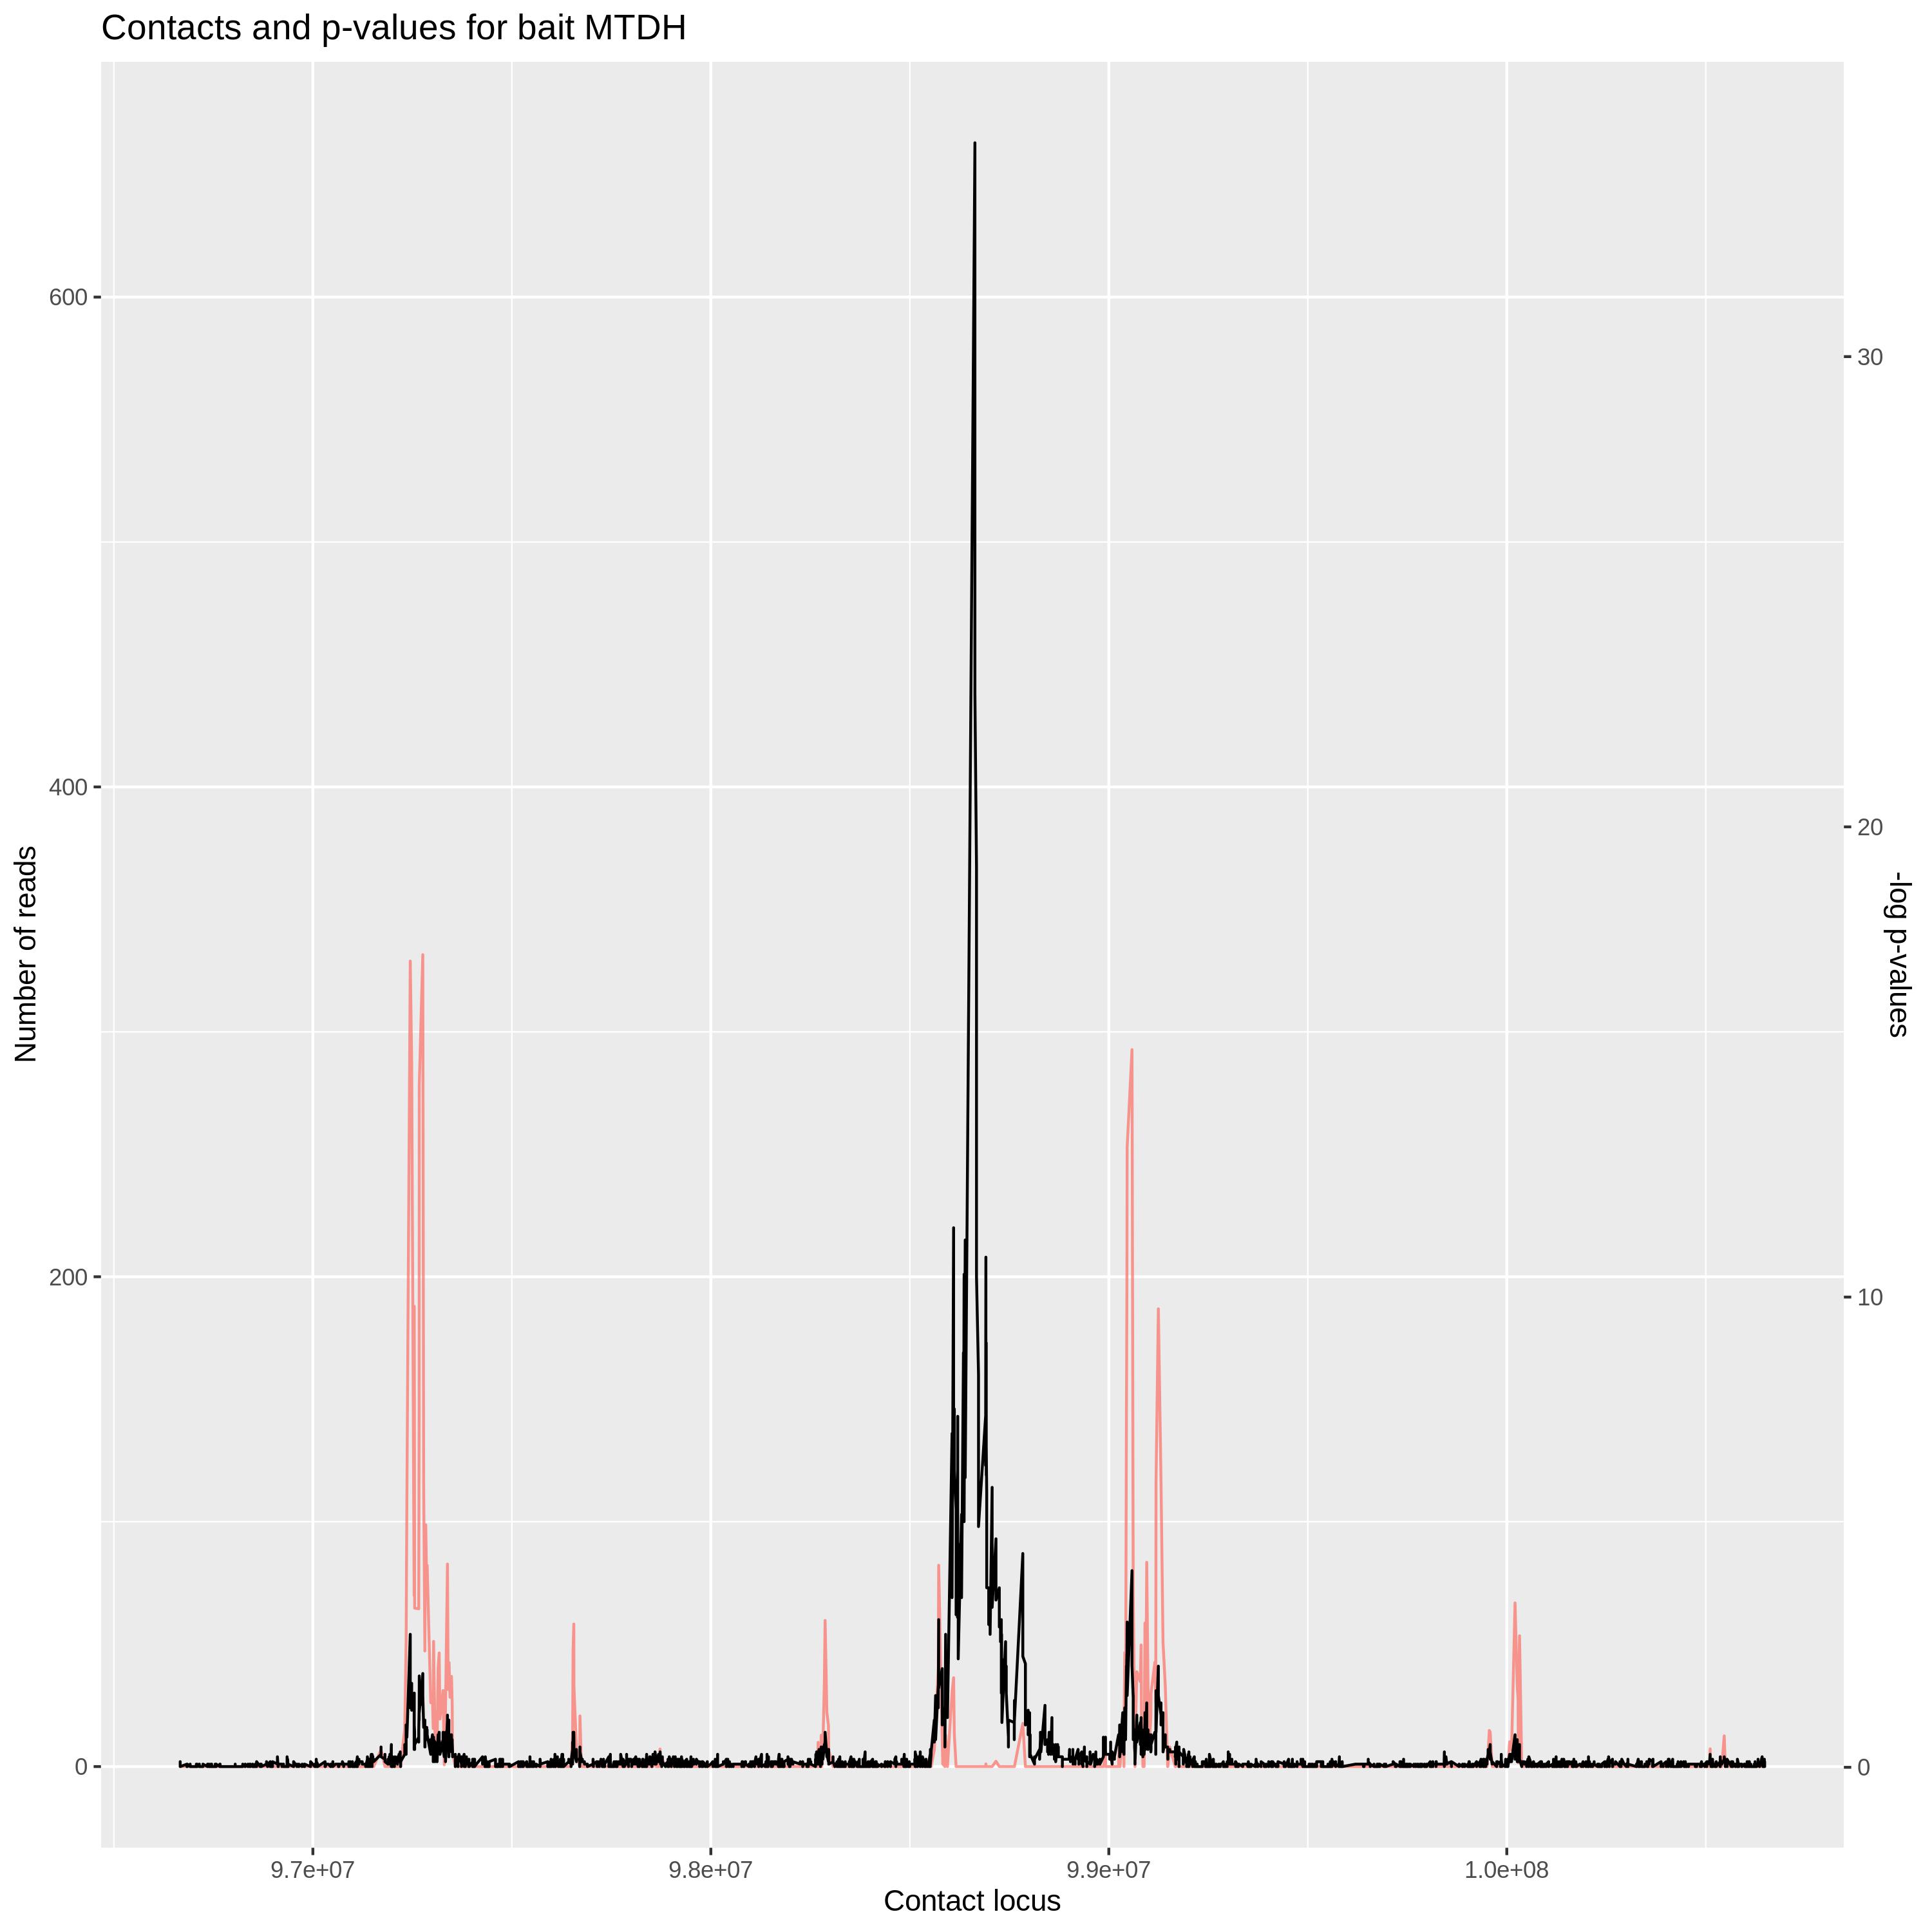 Contacts and p-values for bait MTDH
600
400
200
0
Number of reads
30
20
10
0
-log p-values
9.7e+07
9.8e+07
9.9e+07
1.0e+08
Contact locus